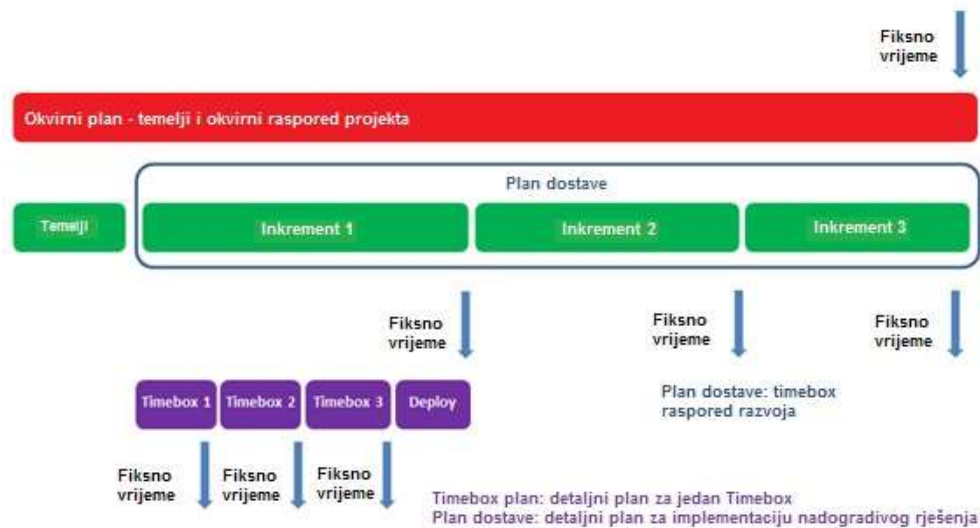 Fiksno
vrijeme
Okvirni plan - temelji i okvirni raspored projekta
Plan dostave
Temelji
Inkrement 1
Inkrement 2
Inkrement 3
Fiksno
vrijeme
Fiksno
vrijeme
Fiksno
vrijeme
Timebox 1
Timebox 2
Timebox 3
Deploy
Plan dostave: timebox
raspored razvoja
Fiksno
vrijeme
Fiksno
vrijeme
Fiksno
vrijeme
Timebox plan: detaljni plan za jedan Timebox
Plan dostave: detaljni plan za implementaciju nadogradivog rješenja